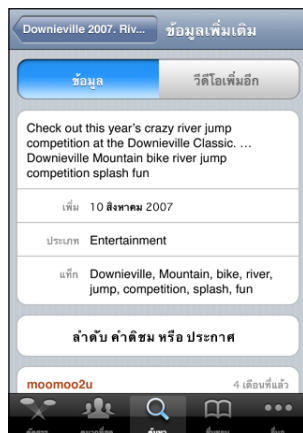 Downieville 2007. Riv...
ข้อมูลเพิ่มเติม
ข้อมูล
วีดีโอเพิ่มอีก
Check out this year's crazy river jump
competition at the Downieville Classic. ...
Downieville Mountain bike river jump
competition splash fun
เพิ่ม 10 สิงหาคม 2007
ประเภท Entertainment
แท็ก Downieville, Mountain, bike, river,
jump, competition, splash, fun
ลำดับ คำติชม หรือ ประกาศ
moomoo2u
4 เดือนที่แล้ว